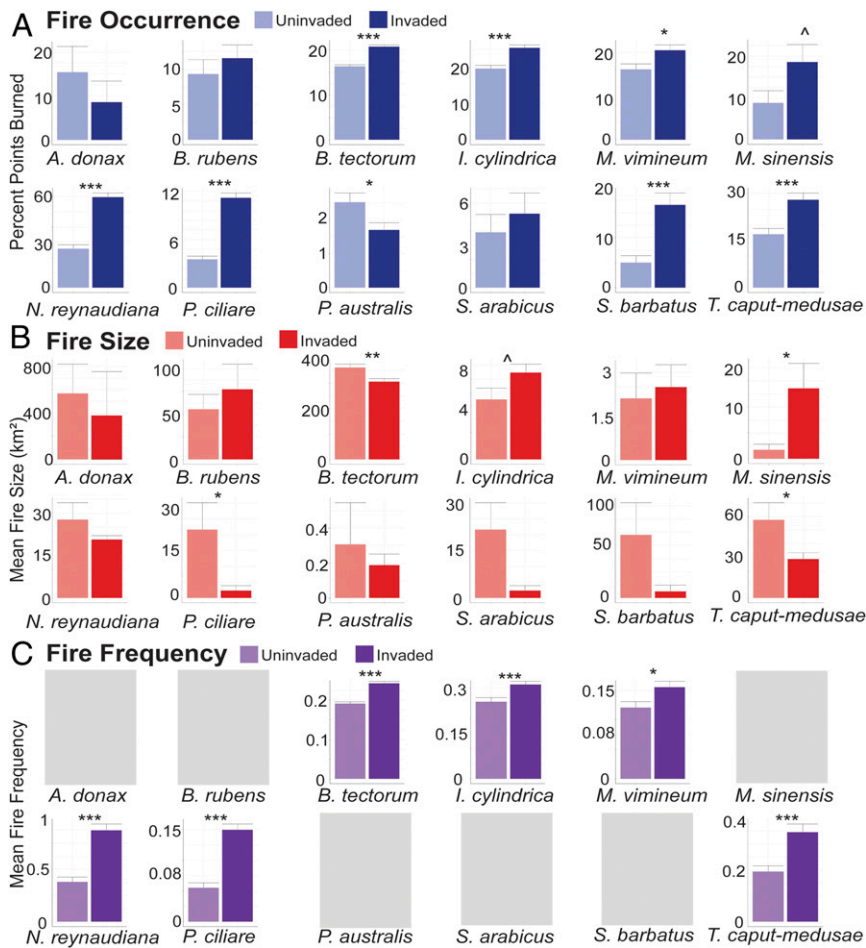 A Fire Occurrence Uninvaded Invaded
Percent Points Burned
20 10 0
10 5 0
*** 20 10 0
*** 20 10 0
* 20 10 0
^ 20 10 0
A. donax B. rubens B. tectorum I. cylindrica M. vimineum M. sinensis
*** 60 30 0
*** 12 6 0
* 2 1 0
6 3 0
*** 20 10 0
*** 30 15 0
N. reynaudiana P. ciliare P. australis S. arabicus S. barbatus T. caput-medusae
B Fire Size Uninvaded Invaded
Mean Fire Size (km²)
800 400 0
100 50 0
** 400 200 0
^ 8 4 0
3 1.5 0
* 20 10 0
A. donax B. rubens B. tectorum I. cylindrica M. vimineum M. sinensis
30 15 0
* 30 15 0
0.4 0.2 0
30 15 0
100 50 0
* 60 30 0
N. reynaudiana P. ciliare P. australis S. arabicus S. barbatus T. caput-medusae
C Fire Frequency Uninvaded Invaded
Mean Fire Frequency
*** 0.2 0.1 0
*** 0.3 0.15 0
* 0.15 0.08 0
A. donax B. rubens B. tectorum I. cylindrica M. vimineum M. sinensis
*** 1 0.5 0
*** 0.15 0.08 0
*** 0.4 0.2 0
N. reynaudiana P. ciliare P. australis S. arabicus S. barbatus T. caput-medusae